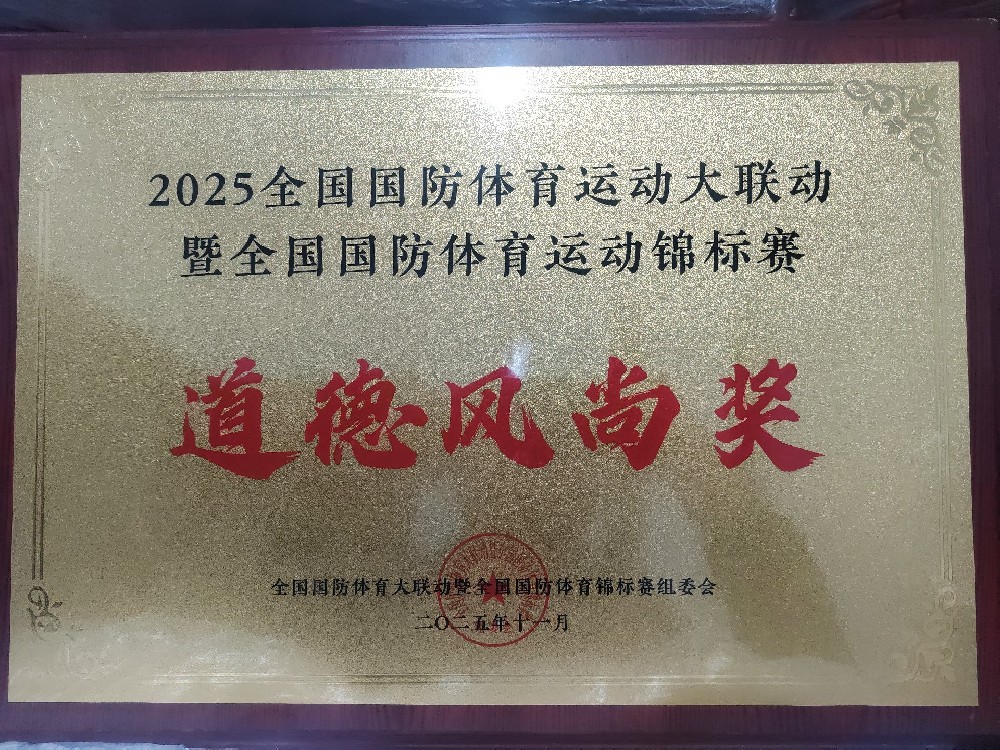 2025全国国防体育运动大联动
暨全国国防体育运动锦标赛
道德风尚奖
全国国防体育大联动暨全国国防体育锦标赛组委会
二〇二五年十一月